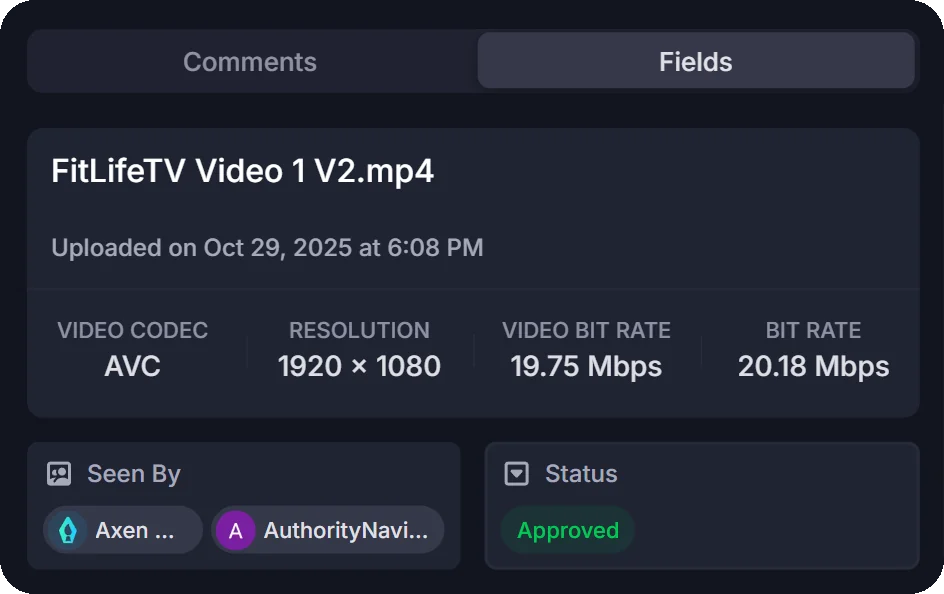 Comments
Fields
FitLifeTV Video 1 V2.mp4
Uploaded on Oct 29, 2025 at 6:08 PM
VIDEO CODEC
AVC
RESOLUTION
1920 × 1080
VIDEO BIT RATE
19.75 Mbps
BIT RATE
20.18 Mbps
Seen By
Axen ...
A AuthorityNavi...
Status
Approved